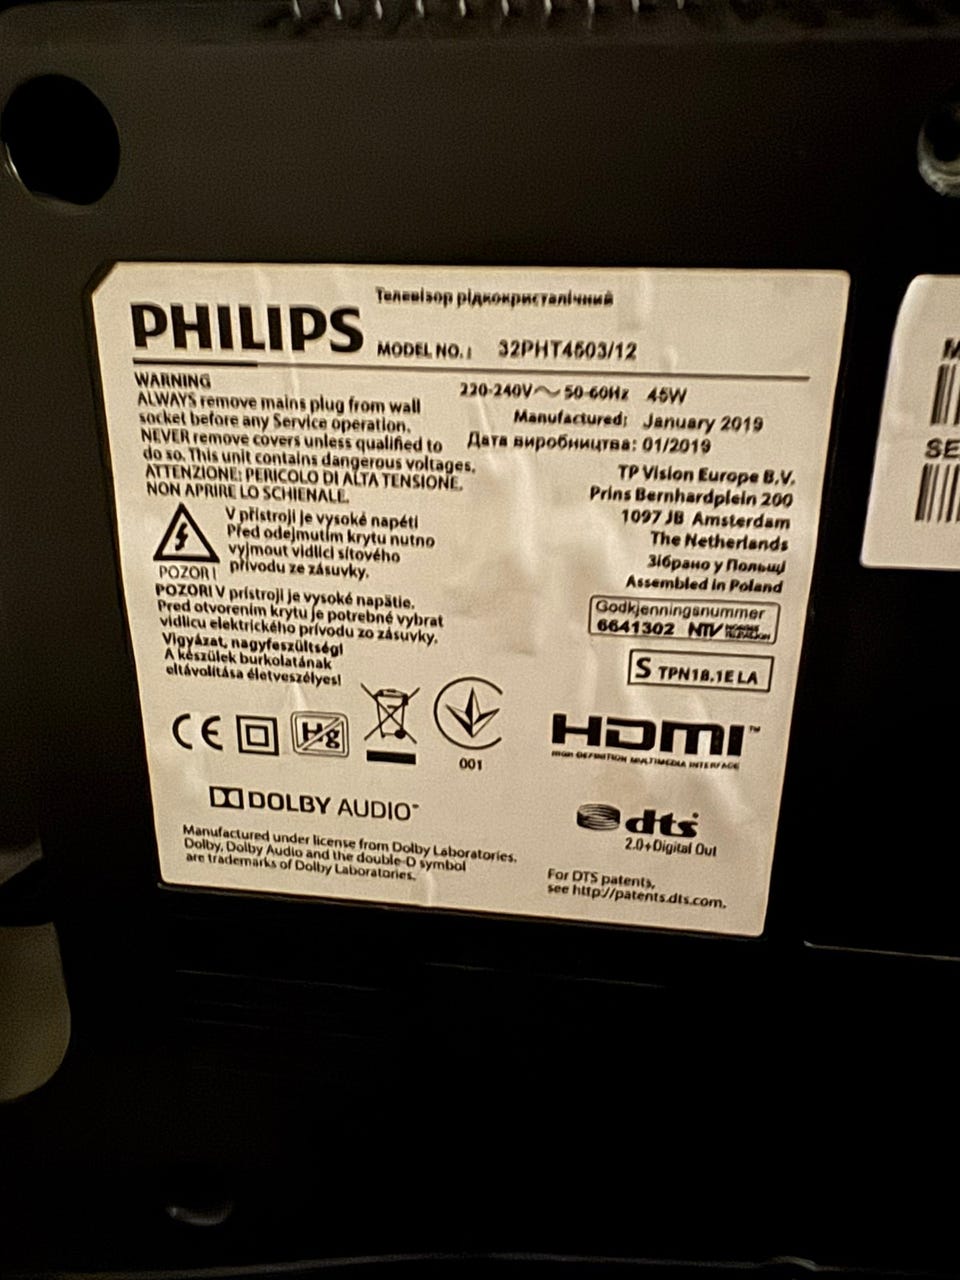 Телевізор рідкокристалічний
PHILIPS
MODEL NO.: 32PHT4503/12
WARNING
ALWAYS remove mains plug from wall
socket before any Service operation.
NEVER remove covers unless qualified to
do so. This unit contains dangerous voltages.
ATTENZIONE: PERICOLO DI ALTA TENSIONE.
NON APRIRE LO SCHIENALE.
V přístroji je vysoké napětí
Před odejmutím krytu nutno
vyjmout vidlici síťového
přívodu ze zásuvky.
POZOR!
POZOR! V prístroji je vysoké napätie.
Pred otvorením krytu je potrebné vybrat
vidlicu elektrického prívodu zo zásuvky.
Vigyázat, nagyfeszültség!
A készülek burkolatának
eltávolítása életveszélyes!
220-240V~ 50-60Hz 45W
Manufactured: January 2019
Дата виробництва: 01/2019
TP Vision Europe B.V.
Prins Bernhardplein 200
1097 JB Amsterdam
The Netherlands
Зібрано у Польщі
Assembled in Poland
Godkjenningsnummer
6641302 NTV NORGES TELEVISJON
S TPN18.1E LA
CE
Hg
001
HDMI™
HIGH-DEFINITION MULTIMEDIA INTERFACE
DOLBY AUDIO™
Manufactured under license from Dolby Laboratories.
Dolby, Dolby Audio and the double-D symbol
are trademarks of Dolby Laboratories.
dts
2.0+Digital Out
For DTS patents,
see http://patents.dts.com.
M
SE